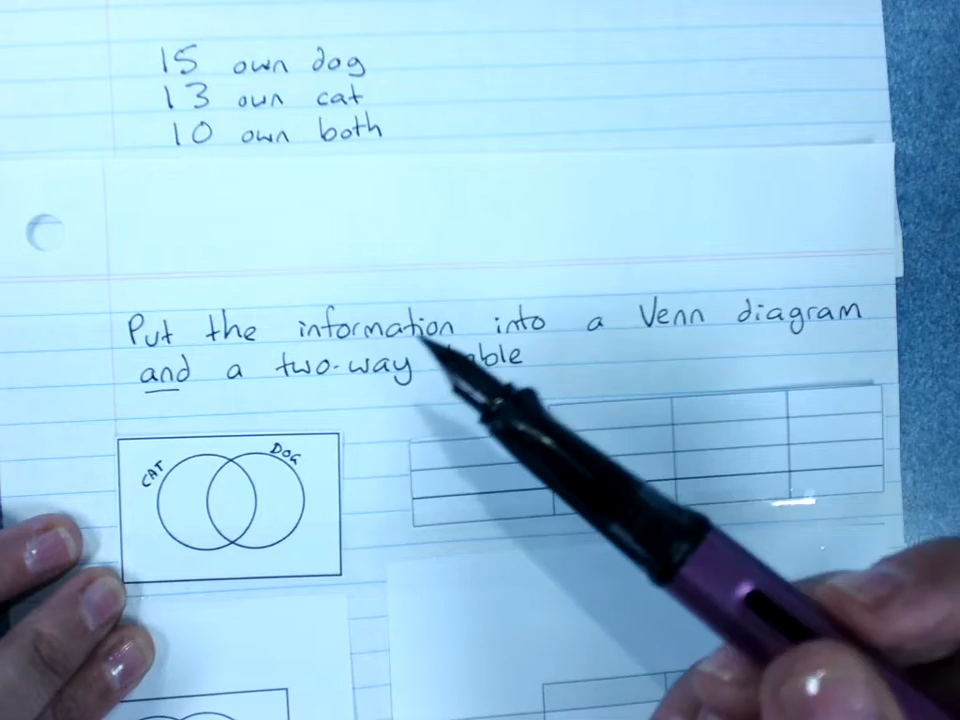 15 own dog
13 own cat
10 own both
Put the information into a Venn diagram
and a two-way table
CAT
DOG